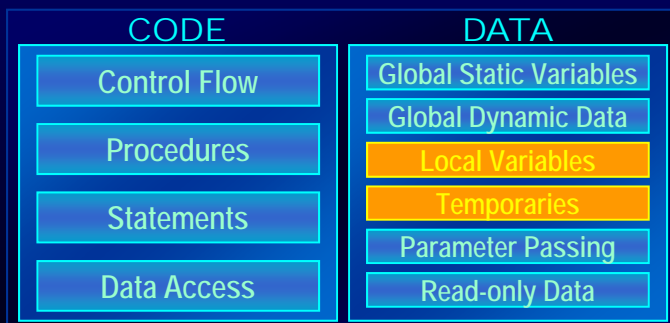 CODE
Control Flow
Procedures
Statements
Data Access
DATA
Global Static Variables
Global Dynamic Data
Local Variables
Temporaries
Parameter Passing
Read-only Data